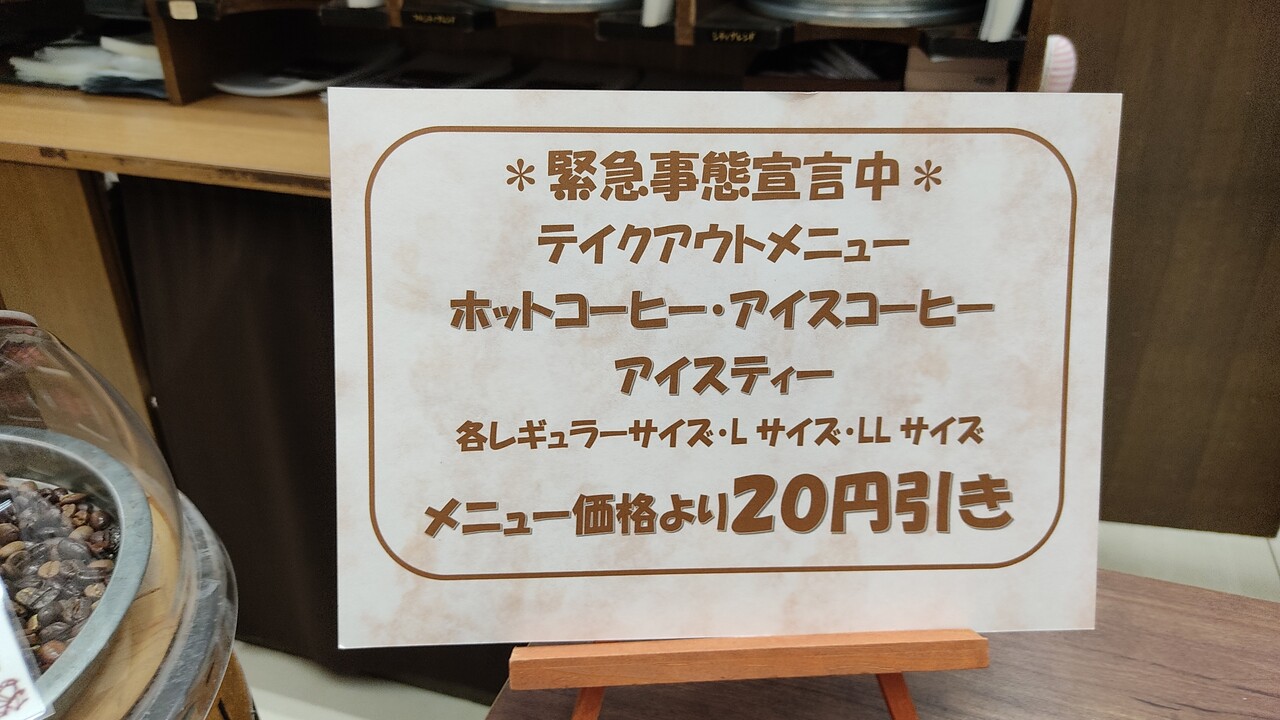 ＊緊急事態宣言中＊
テイクアウトメニュー
ホットコーヒー・アイスコーヒー
アイスティー
各レギュラーサイズ・L サイズ・LL サイズ
メニュー価格より20円引き